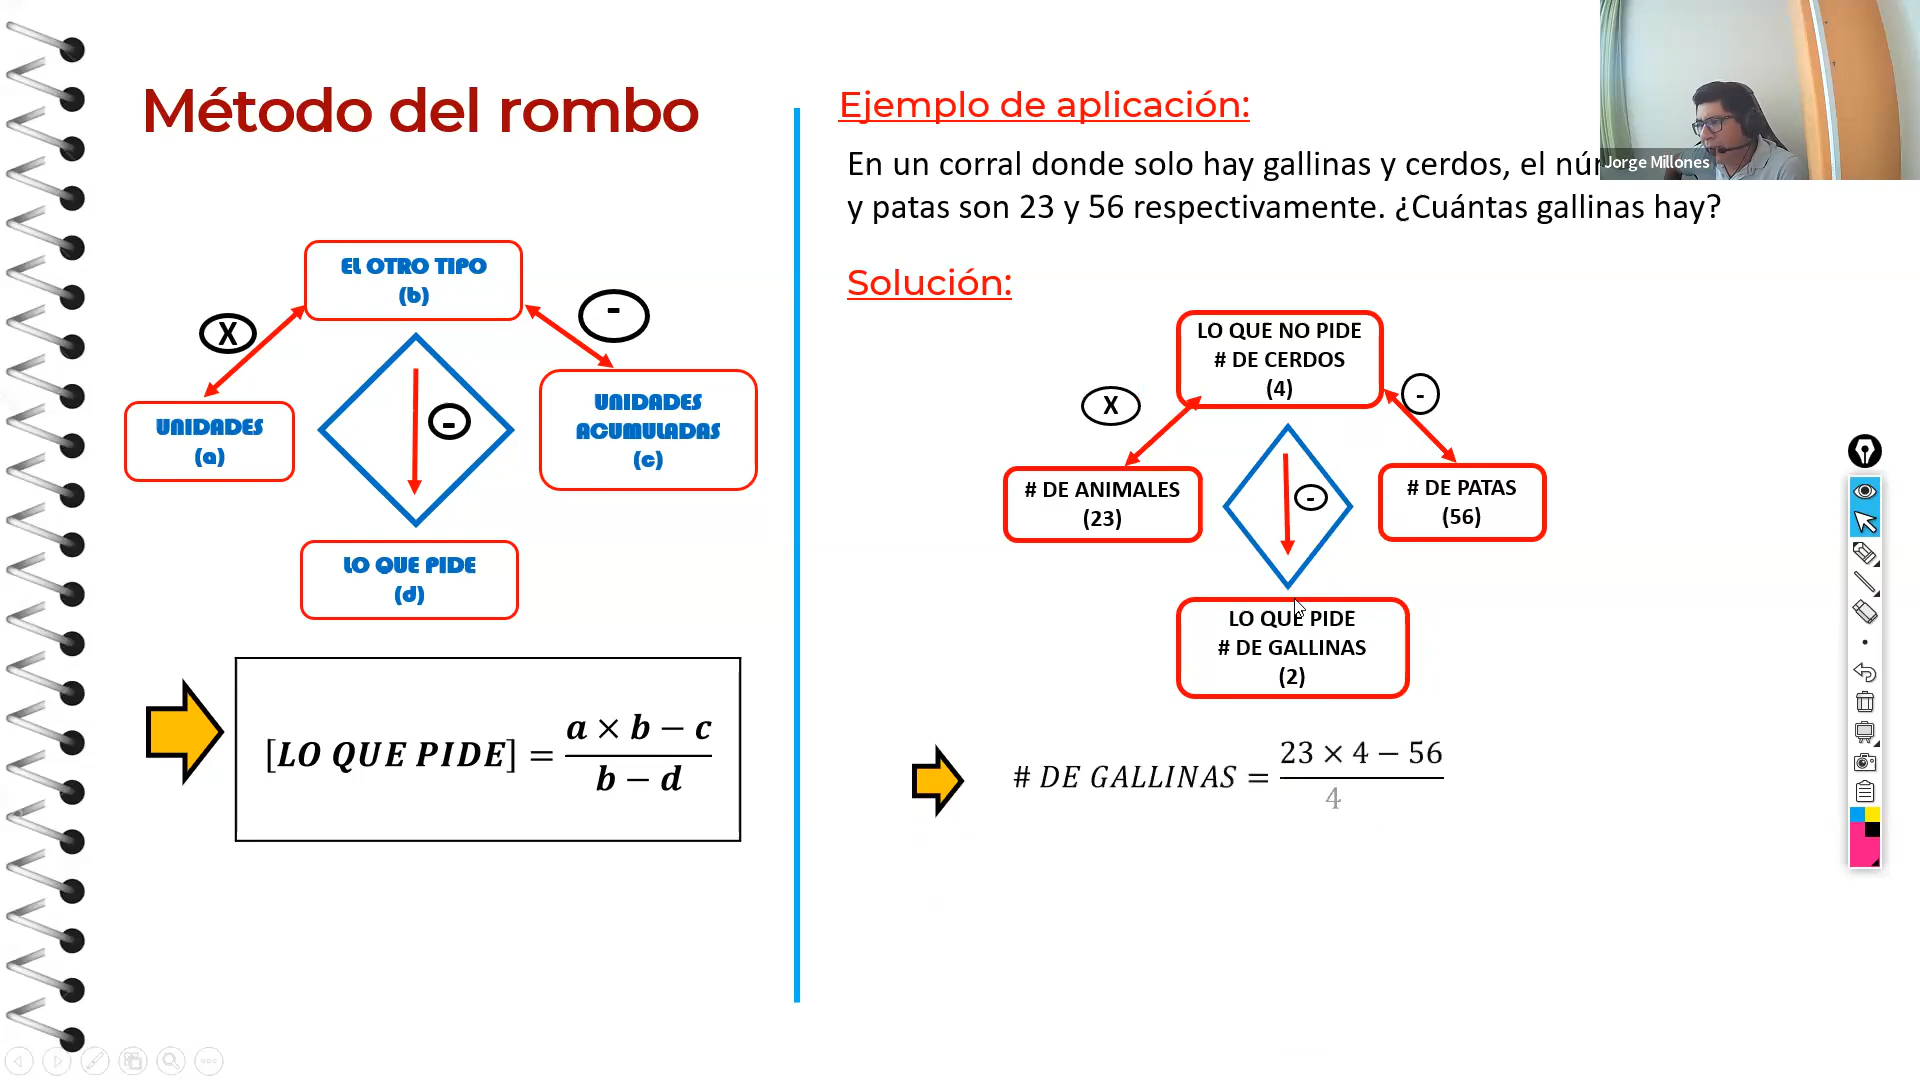 Método del rombo
EL OTRO TIPO
(b)
X
-
UNIDADES
(a)
-
UNIDADES
ACUMULADAS
(c)
LO QUE PIDE
(d)
[LO QUE PIDE] = a × b − c
b − d
Ejemplo de aplicación:
En un corral donde solo hay gallinas y cerdos, el
y patas son 23 y 56 respectivamente. ¿Cuántas gallinas hay?
Jorge Millones
Solución:
LO QUE NO PIDE
# DE CERDOS
(4)
X
-
# DE ANIMALES
(23)
-
# DE PATAS
(56)
LO QUE PIDE
# DE GALLINAS
(2)
# DE GALLINAS = 23 × 4 − 56
4